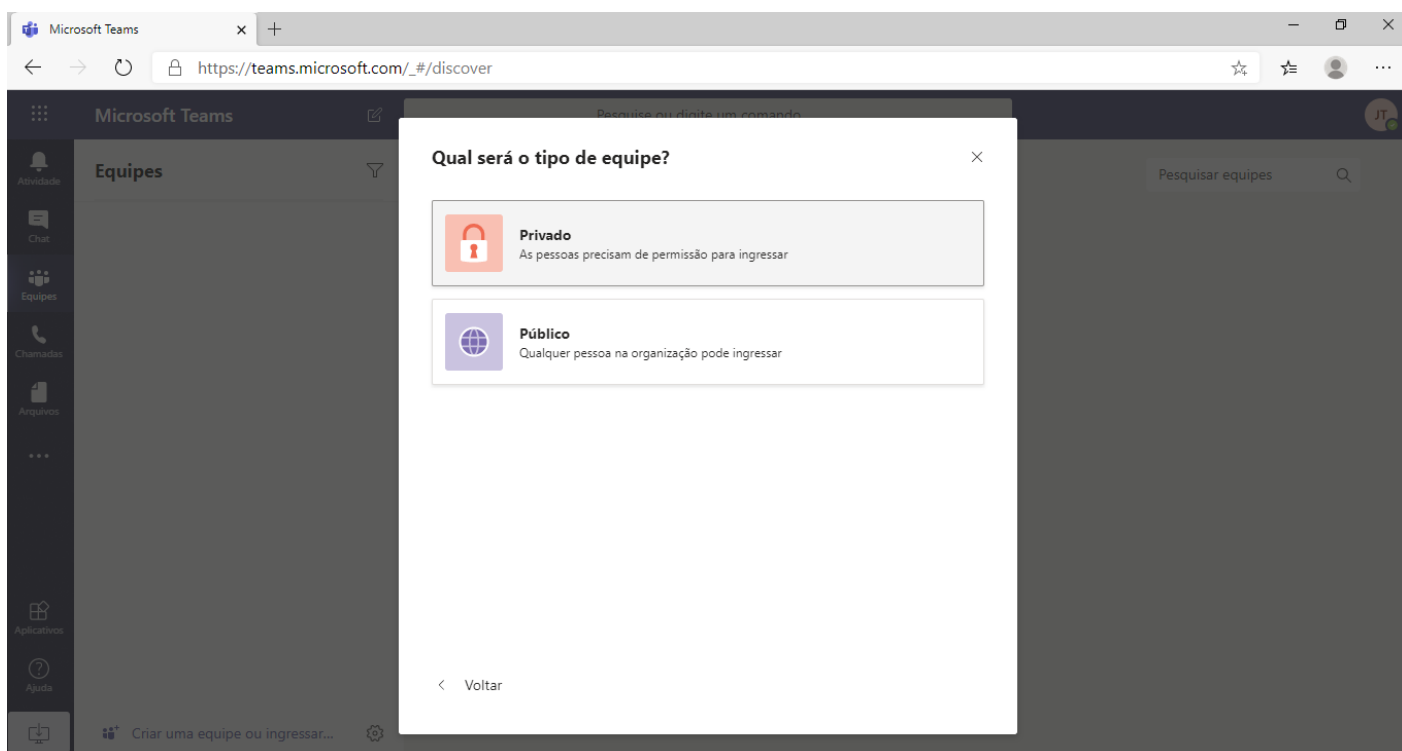 Microsoft Teams
https://teams.microsoft.com/_#/discover
Microsoft Teams
Pesquise ou digite um comando
JT
Atividade
Equipes
Pesquisar equipes
Chat
Equipes
Chamadas
Arquivos
Aplicativos
Ajuda
Criar uma equipe ou ingressar...
Qual será o tipo de equipe?
Privado
As pessoas precisam de permissão para ingressar
Público
Qualquer pessoa na organização pode ingressar
Voltar